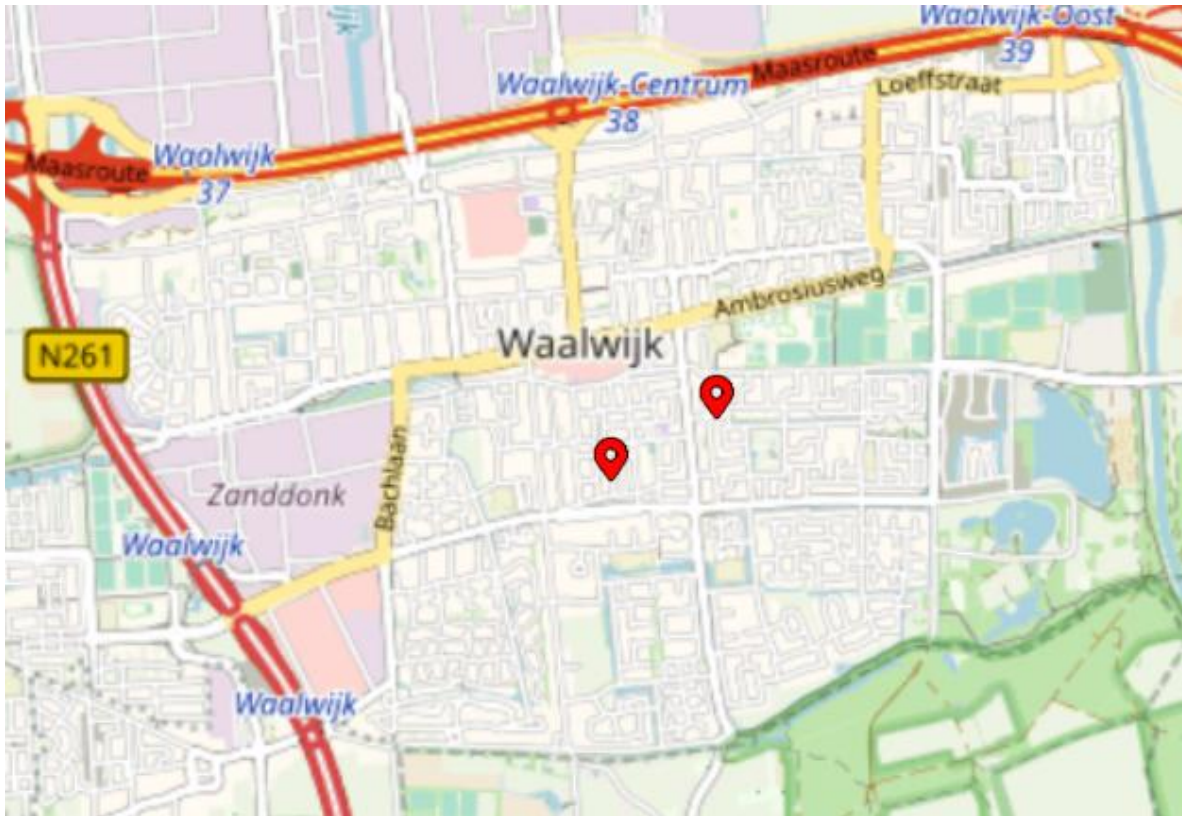 Waalwijk-Oost
39
Maasroute
Waalwijk-Centrum
38
Loeffstraat
Waalwijk
37
Maasroute
Ambrosiusweg
Waalwijk
N261
Bachlaan
Zanddonk
Waalwijk
Waalwijk